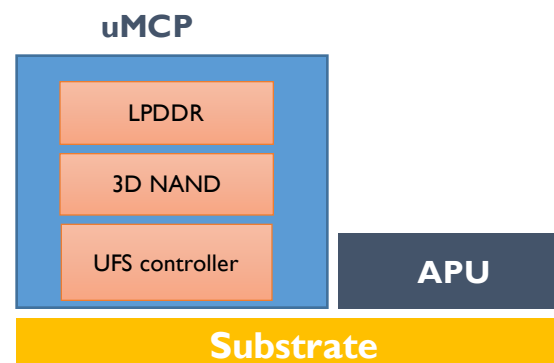 uMCP
LPDDR
3D NAND
UFS controller
APU
Substrate